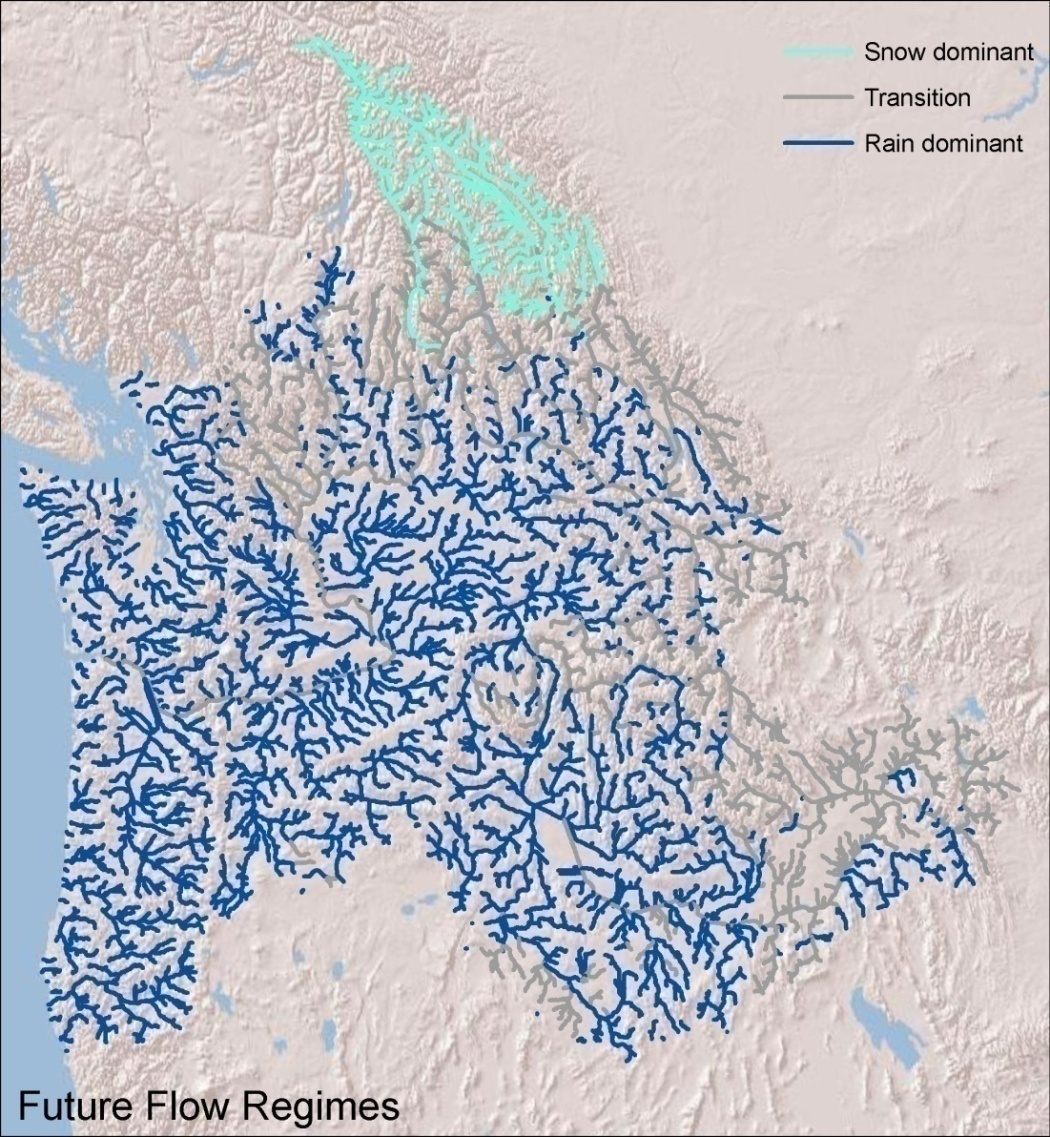 Snow dominant
Transition
Rain dominant
Future Flow Regimes